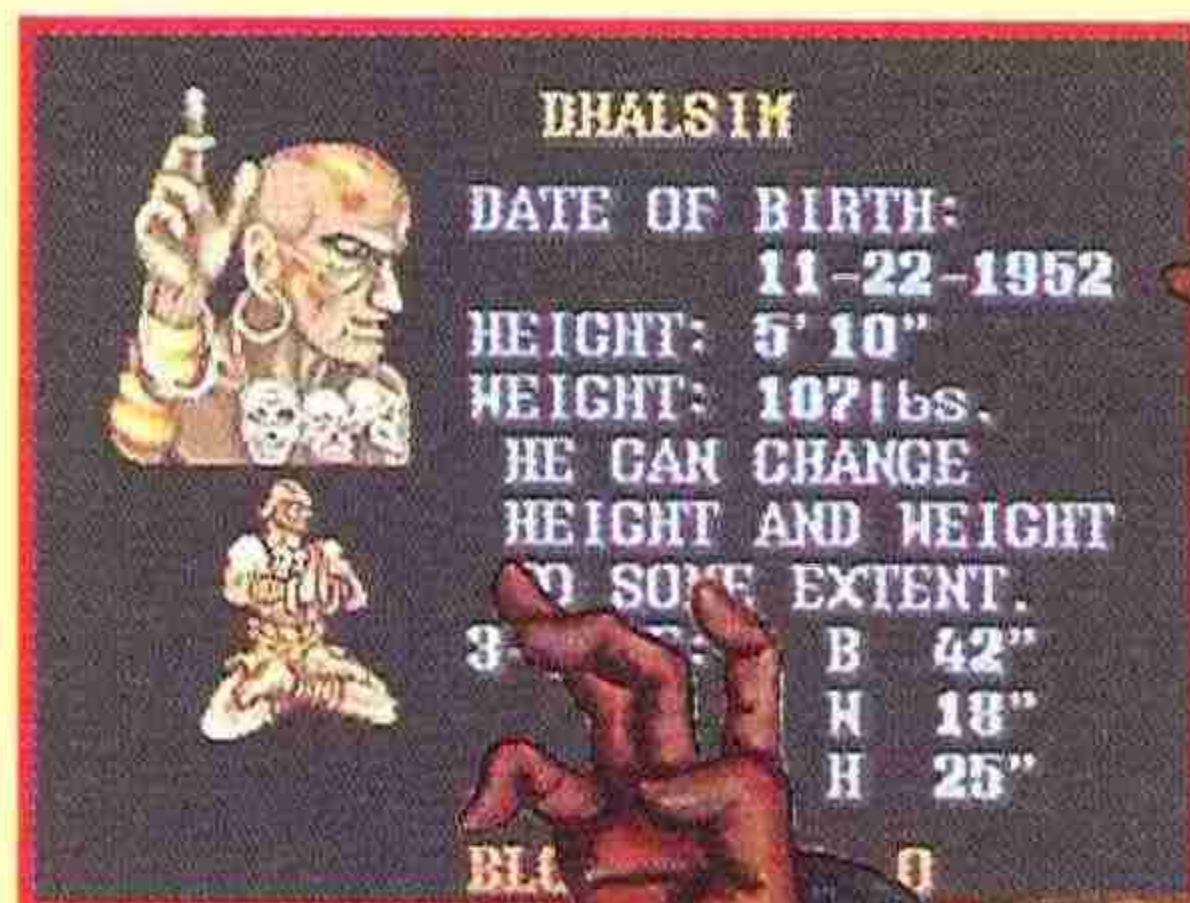 DHALSIM
DATE OF BIRTH:
11-22-1952
HEIGHT: 5'10"
WEIGHT: 107lbs.
HE CAN CHANGE
HEIGHT AND WEIGHT
SOME EXTENT.
B 42"
W 18"
H 25"